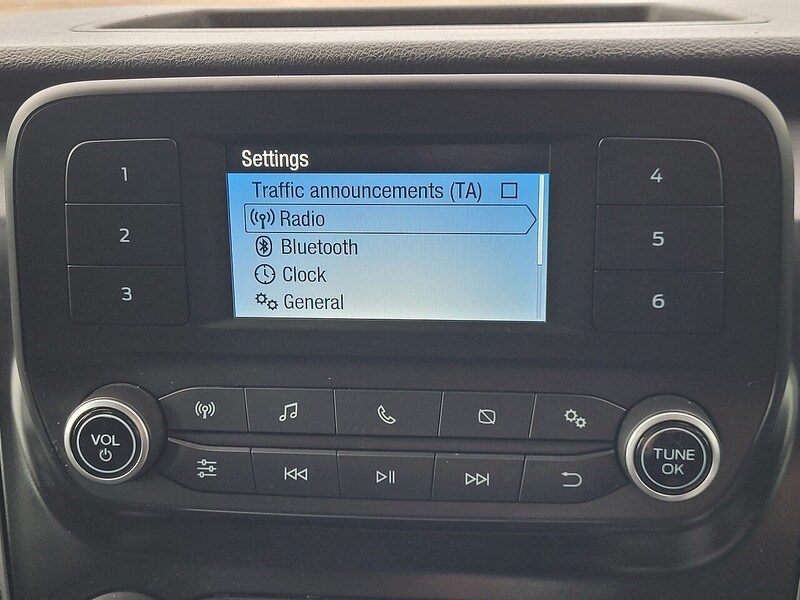 Settings
Traffic announcements (TA)
Radio
Bluetooth
Clock
General
1
2
3
4
5
6
VOL
TUNE
OK